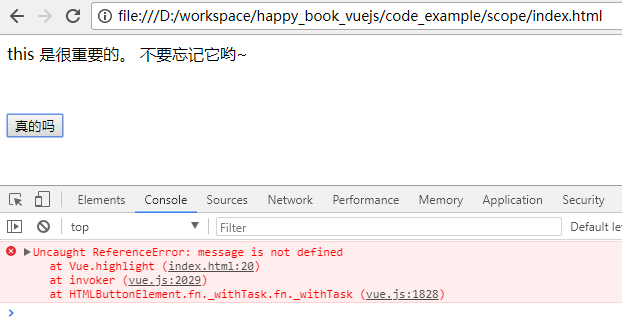 file:///D:/workspace/happy_book_vuejs/code_example/scope/index.html
this 是很重要的。 不要忘记它哟~
真的吗
Elements Console Sources Network Performance Memory Application Security
top Filter Default le
Uncaught ReferenceError: message is not defined
at Vue.highlight (index.html:20)
at invoker (vue.js:2029)
at HTMLButtonElement.fn._withTask.fn._withTask (vue.js:1828)